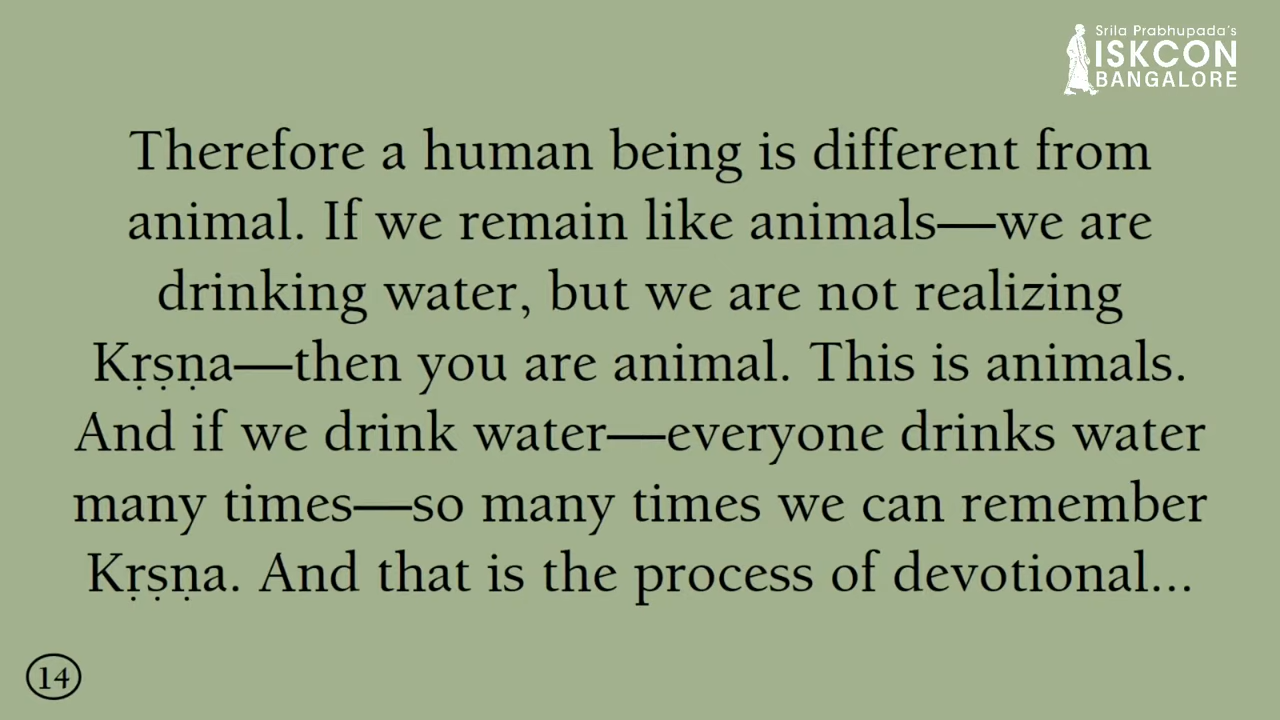 Srila Prabhupada's
ISKCON
BANGALORE
Therefore a human being is different from
animal. If we remain like animals—we are
drinking water, but we are not realizing
Kṛṣṇa—then you are animal. This is animals.
And if we drink water—everyone drinks water
many times—so many times we can remember
Kṛṣṇa. And that is the process of devotional...
14